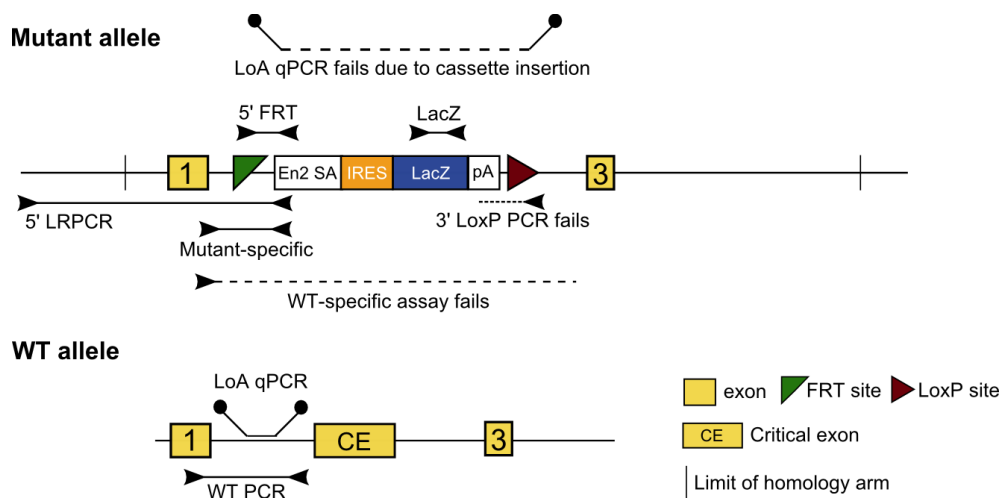 Mutant allele
LoA qPCR fails due to cassette insertion
5' FRT
LacZ
1
En2 SA
IRES
LacZ
pA
3
5' LRPCR
3' LoxP PCR fails
Mutant-specific
WT-specific assay fails
WT allele
LoA qPCR
1
CE
3
WT PCR
exon
FRT site
LoxP site
CE
Critical exon
Limit of homology arm